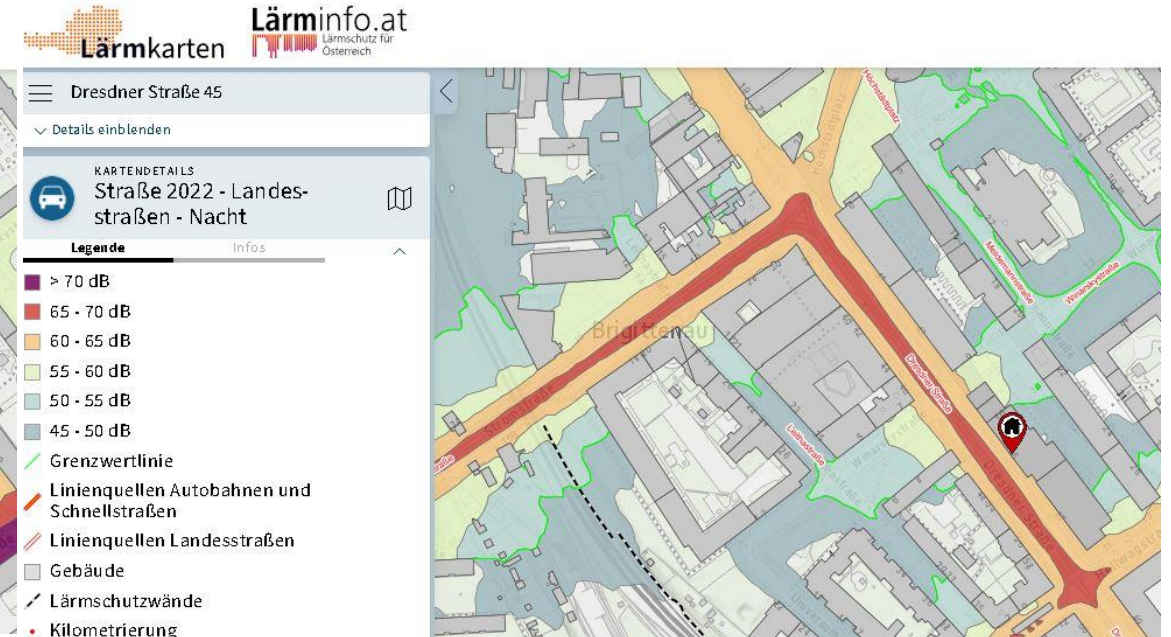 Lärmkarten
Lärminfo.at
Lärmschutz für
Österreich
Dresdner Straße 45
Details einblenden
KARTENDETAILS
Straße 2022 - Landes-
straßen - Nacht
Legende
Infos
> 70 dB
65 - 70 dB
60 - 65 dB
55 - 60 dB
50 - 55 dB
45 - 50 dB
Grenzwertlinie
Linienquellen Autobahnen und
Schnellstraßen
Linienquellen Landesstraßen
Gebäude
Lärmschutzwände
Kilometrierung
Höchstädtplatz
Höchstädtplatz
Meldemannstraße
Winarskystraße
Brigittenau
Stromstraße
Dresdner Straße
Leithastraße
Dresdner Straße